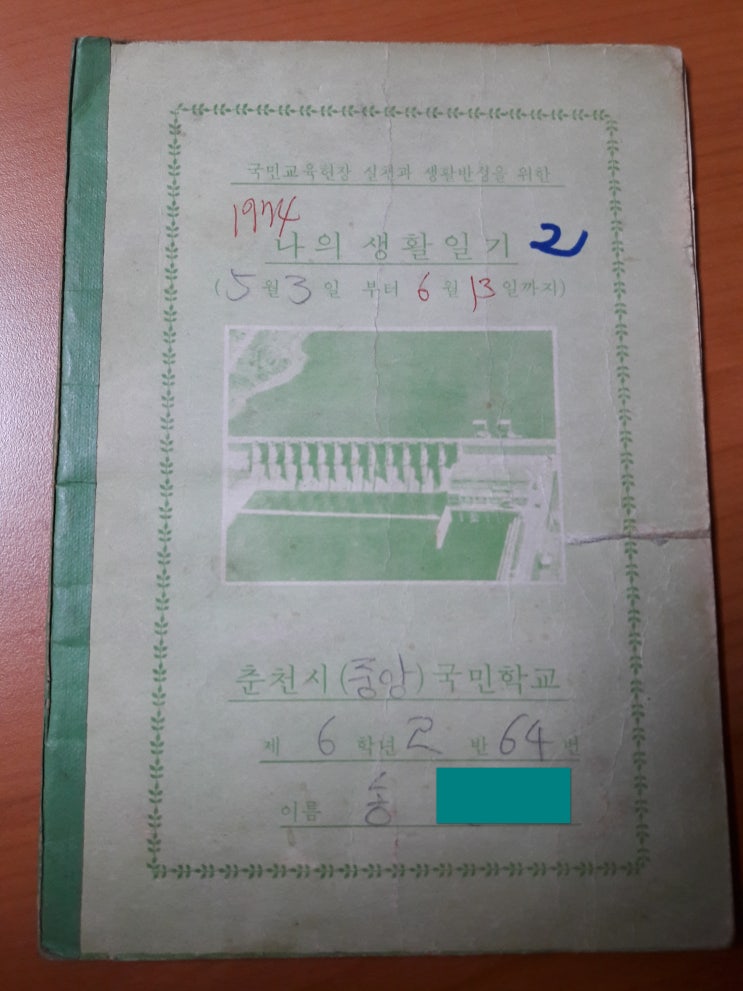 국민교육헌장 실천과 생활반성을 위한
1974
나의 생활일기 2
(5월 3일 부터 6월 13일까지)
춘천시(중앙)국민학교
제 6 학년 2 반 64 번
이름 홍